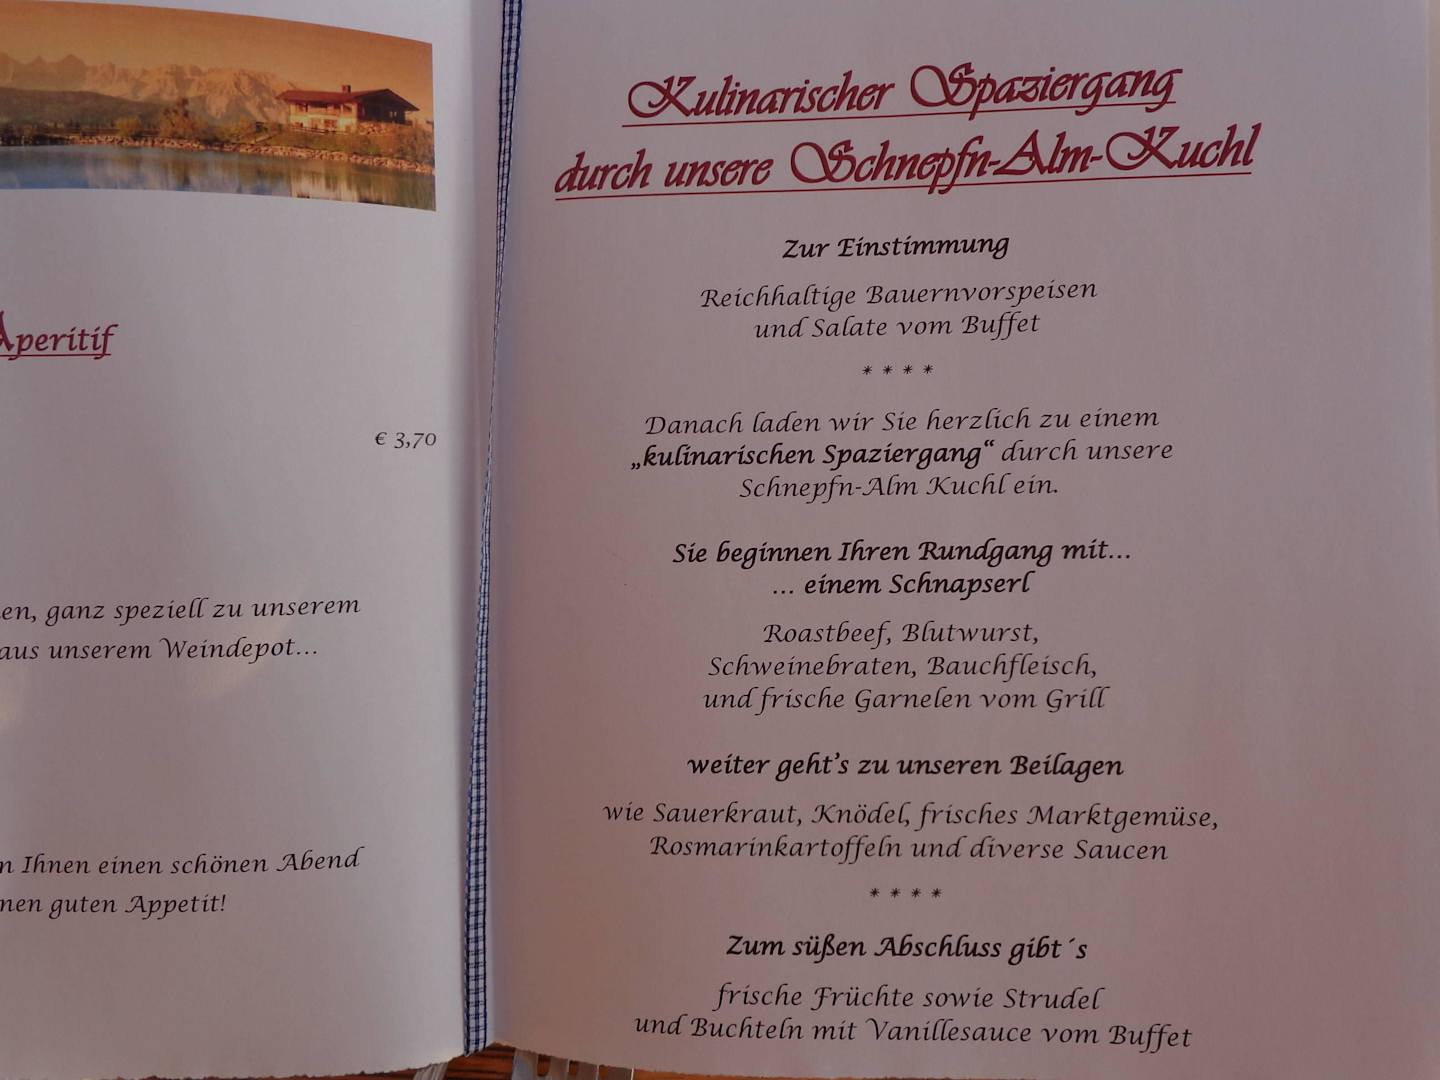 Aperitif
€ 3,70
ganz speziell zu unserem
aus unserem Weindepot...
Ihnen einen schönen Abend
guten Appetit!
Kulinarischer Spaziergang
durch unsere Schnepfn-Alm-Kuchl
Zur Einstimmung
Reichhaltige Bauernvorspeisen
und Salate vom Buffet
* * * *
Danach laden wir Sie herzlich zu einem
„kulinarischen Spaziergang“ durch unsere
Schnepfn-Alm Kuchl ein.
Sie beginnen Ihren Rundgang mit...
... einem Schnapserl
Roastbeef, Blutwurst,
Schweinebraten, Bauchfleisch,
und frische Garnelen vom Grill
weiter geht's zu unseren Beilagen
wie Sauerkraut, Knödel, frisches Marktgemüse,
Rosmarinkartoffeln und diverse Saucen
* * * *
Zum süßen Abschluss gibt´s
frische Früchte sowie Strudel
und Buchteln mit Vanillesauce vom Buffet